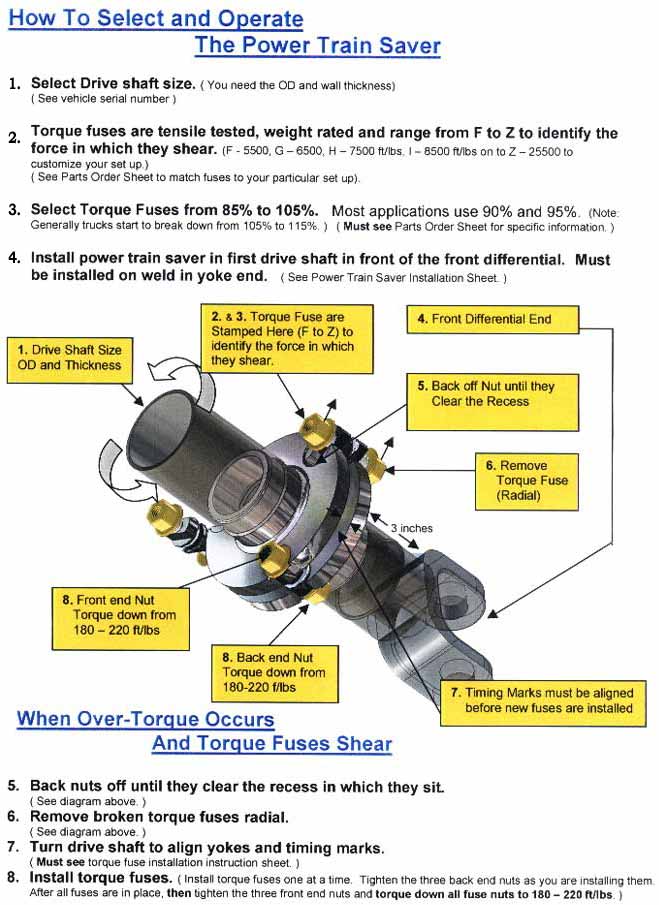 How To Select and Operate
The Power Train Saver
1. Select Drive shaft size. ( You need the OD and wall thickness)
( See vehicle serial number )
2. Torque fuses are tensile tested, weight rated and range from F to Z to identify the
force in which they shear. (F - 5500, G – 6500, H – 7500 ft/lbs, I – 8500 ft/lbs on to Z – 25500 to
customize your set up.)
( See Parts Order Sheet to match fuses to your particular set up).
3. Select Torque Fuses from 85% to 105%. Most applications use 90% and 95%. (Note:
Generally trucks start to break down from 105% to 115%. ) ( Must see Parts Order Sheet for specific information. )
4. Install power train saver in first drive shaft in front of the front differential. Must
be installed on weld in yoke end. ( See Power Train Saver Installation Sheet. )
1. Drive Shaft Size
OD and Thickness
2. & 3. Torque Fuse are
Stamped Here (F to Z) to
identify the force in which
they shear.
4. Front Differential End
5. Back off Nut until they
Clear the Recess
6. Remove
Torque Fuse
(Radial)
3 inches
8. Front end Nut
Torque down from
180 – 220 ft/lbs
8. Back end Nut
Torque down from
180-220 f/lbs
7. Timing Marks must be aligned
before new fuses are installed
When Over-Torque Occurs
And Torque Fuses Shear
5. Back nuts off until they clear the recess in which they sit.
( See diagram above. )
6. Remove broken torque fuses radial.
( See diagram above. )
7. Turn drive shaft to align yokes and timing marks.
( Must see torque fuse installation instruction sheet. )
8. Install torque fuses. ( Install torque fuses one at a time. Tighten the three back end nuts as you are installing them.
After all fuses are in place, then tighten the three front end nuts and torque down all fuse nuts to 180 – 220 ft/lbs. )